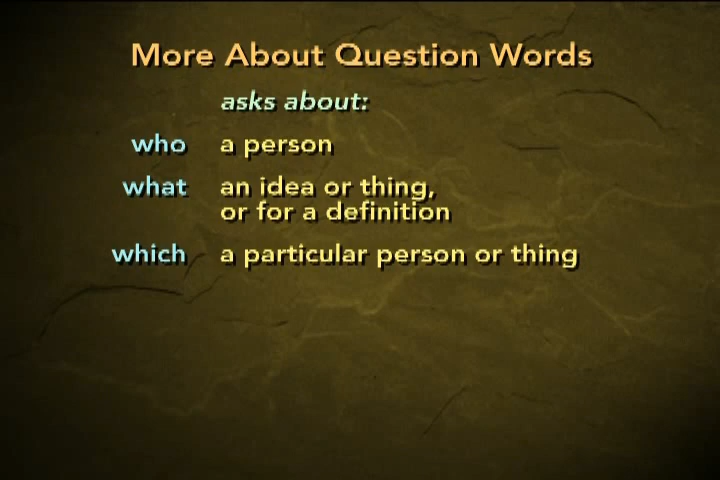 More About Question Words
asks about:
who a person
what an idea or thing,
or for a definition
which a particular person or thing